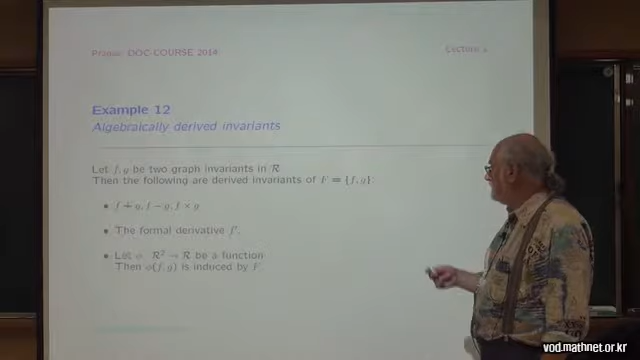 Prague DOC-COURSE 2014
Lecture
Example 12
Algebraically derived invariants
Let f, g be two graph invariants in R
Then the following are derived invariants of F = {f, g}:
• f + g, f − g, f × g
• The formal derivative f′.
• Let φ R² → R be a function
Then φ(f, g) is induced by F
vod.mathnet.or.kr